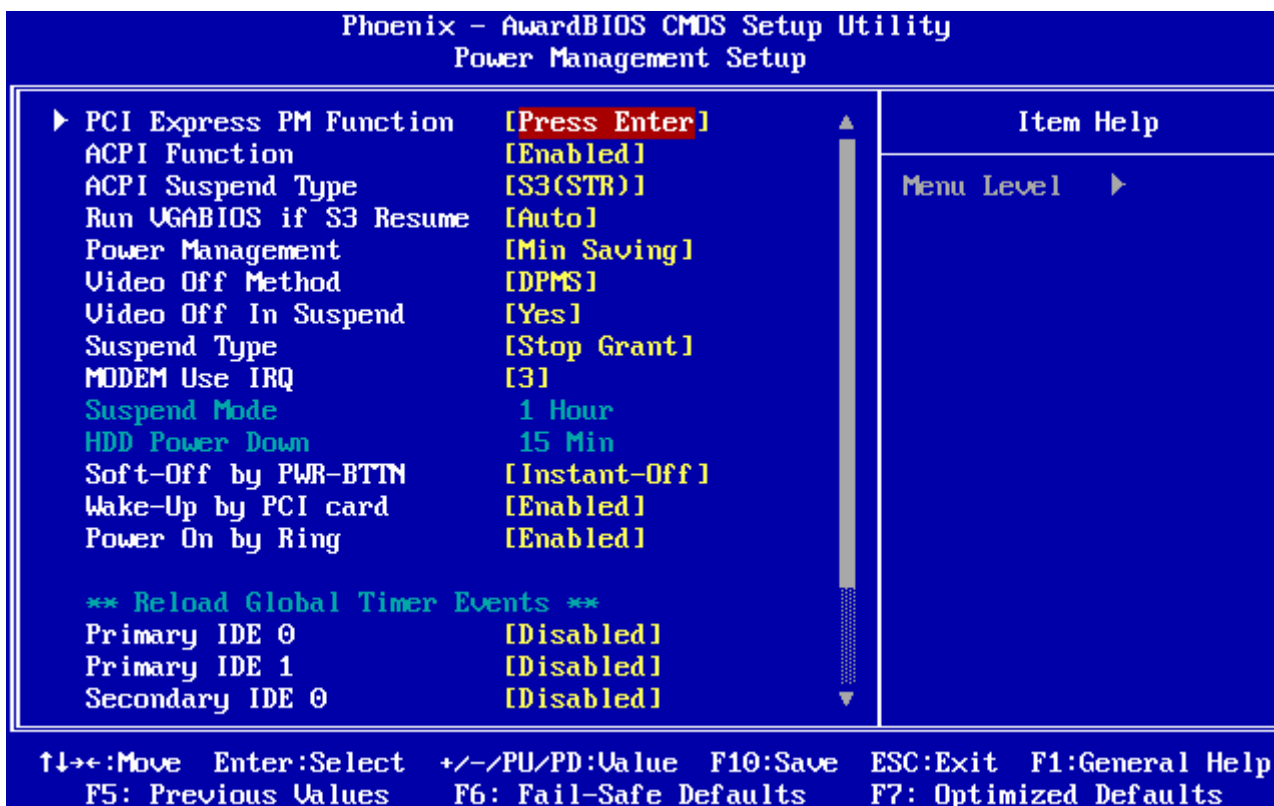 Phoenix - AwardBIOS CMOS Setup Utility
Power Management Setup
PCI Express PM Function [Press Enter]
ACPI Function [Enabled]
ACPI Suspend Type [S3(STR)]
Run VGABIOS if S3 Resume [Auto]
Power Management [Min Saving]
Video Off Method [DPMS]
Video Off In Suspend [Yes]
Suspend Type [Stop Grant]
MODEM Use IRQ [3]
Suspend Mode 1 Hour
HDD Power Down 15 Min
Soft-Off by PWR-BTTN [Instant-Off]
Wake-Up by PCI card [Enabled]
Power On by Ring [Enabled]
** Reload Global Timer Events **
Primary IDE 0 [Disabled]
Primary IDE 1 [Disabled]
Secondary IDE 0 [Disabled]
Item Help
Menu Level
↑↓→←:Move Enter:Select +/-/PU/PD:Value F10:Save ESC:Exit F1:General Help
F5: Previous Values F6: Fail-Safe Defaults F7: Optimized Defaults